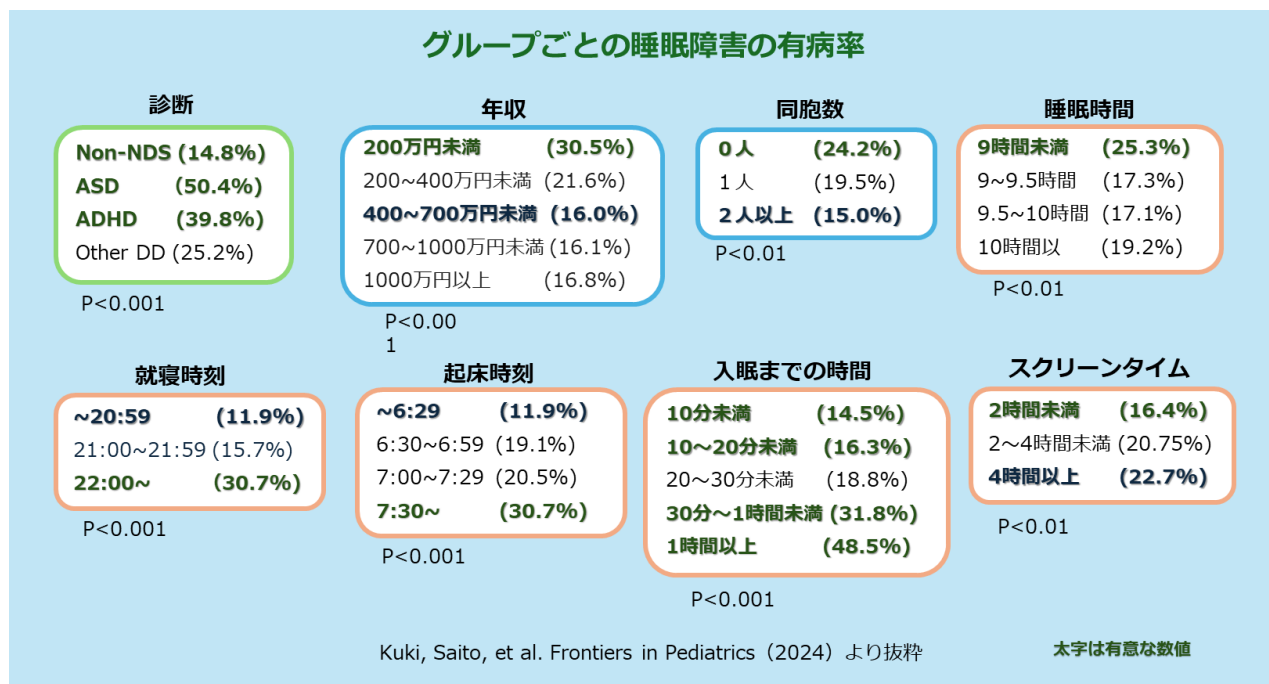 グループごとの睡眠障害の有病率
診断
Non-NDS (14.8%)
ASD (50.4%)
ADHD (39.8%)
Other DD (25.2%)
P<0.001
年収
200万円未満 (30.5%)
200~400万円未満 (21.6%)
400~700万円未満 (16.0%)
700~1000万円未満 (16.1%)
1000万円以上 (16.8%)
P<0.00
1
同胞数
0人 (24.2%)
1人 (19.5%)
2人以上 (15.0%)
P<0.01
睡眠時間
9時間未満 (25.3%)
9~9.5時間 (17.3%)
9.5~10時間 (17.1%)
10時間以 (19.2%)
P<0.01
就寝時刻
~20:59 (11.9%)
21:00~21:59 (15.7%)
22:00~ (30.7%)
P<0.001
起床時刻
~6:29 (11.9%)
6:30~6:59 (19.1%)
7:00~7:29 (20.5%)
7:30~ (30.7%)
P<0.001
入眠までの時間
10分未満 (14.5%)
10～20分未満 (16.3%)
20～30分未満 (18.8%)
30分～1時間未満 (31.8%)
1時間以上 (48.5%)
P<0.001
スクリーンタイム
2時間未満 (16.4%)
2～4時間未満 (20.75%)
4時間以上 (22.7%)
P<0.01
Kuki, Saito, et al. Frontiers in Pediatrics（2024）より抜粋
太字は有意な数値